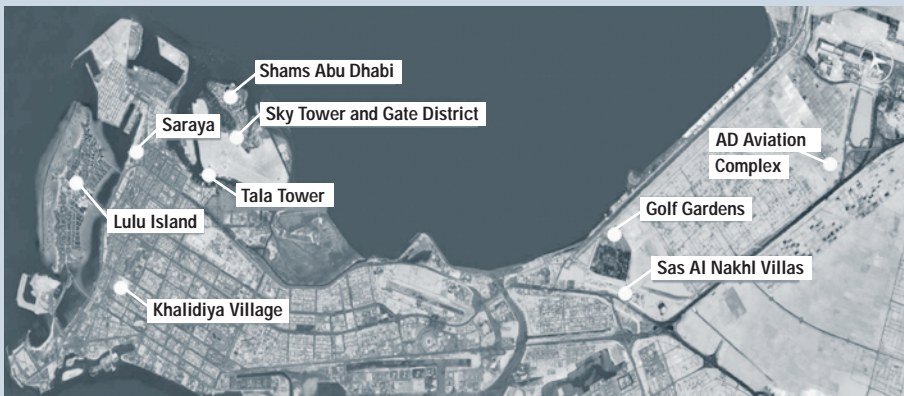 Shams Abu Dhabi
Sky Tower and Gate District
Saraya
AD Aviation
Complex
Tala Tower
Golf Gardens
Lulu Island
Sas Al Nakhl Villas
Khalidiya Village